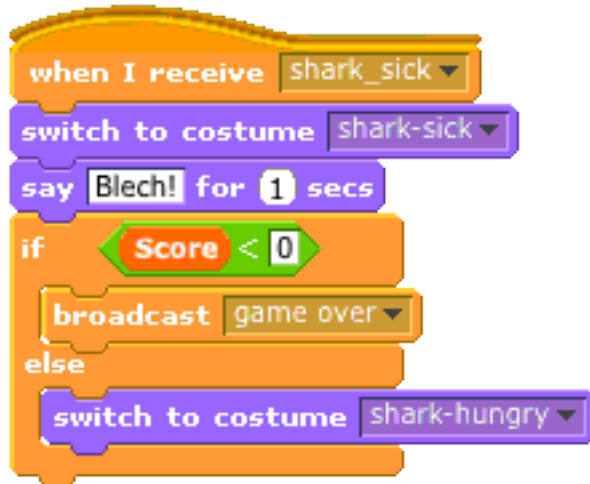 when I receive shark_sick
switch to costume shark-sick
say Blech! for 1 secs
if Score < 0
broadcast game over
else
switch to costume shark-hungry